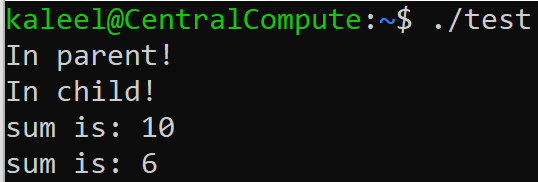 kaleel@CentralCompute:~$ ./test
In parent!
In child!
sum is: 10
sum is: 6